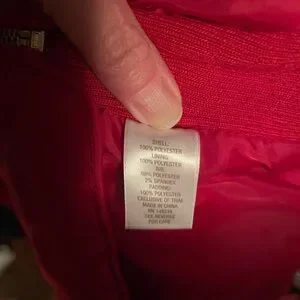 SHELL:
100% POLYESTER
LINING:
100% POLYESTER
RIB:
98% POLYESTER
2% SPANDEX
PADDING:
100% POLYESTER
EXCLUSIVE OF TRIM
MADE IN CHINA
RN
SEE REVERSE
FOR CARE